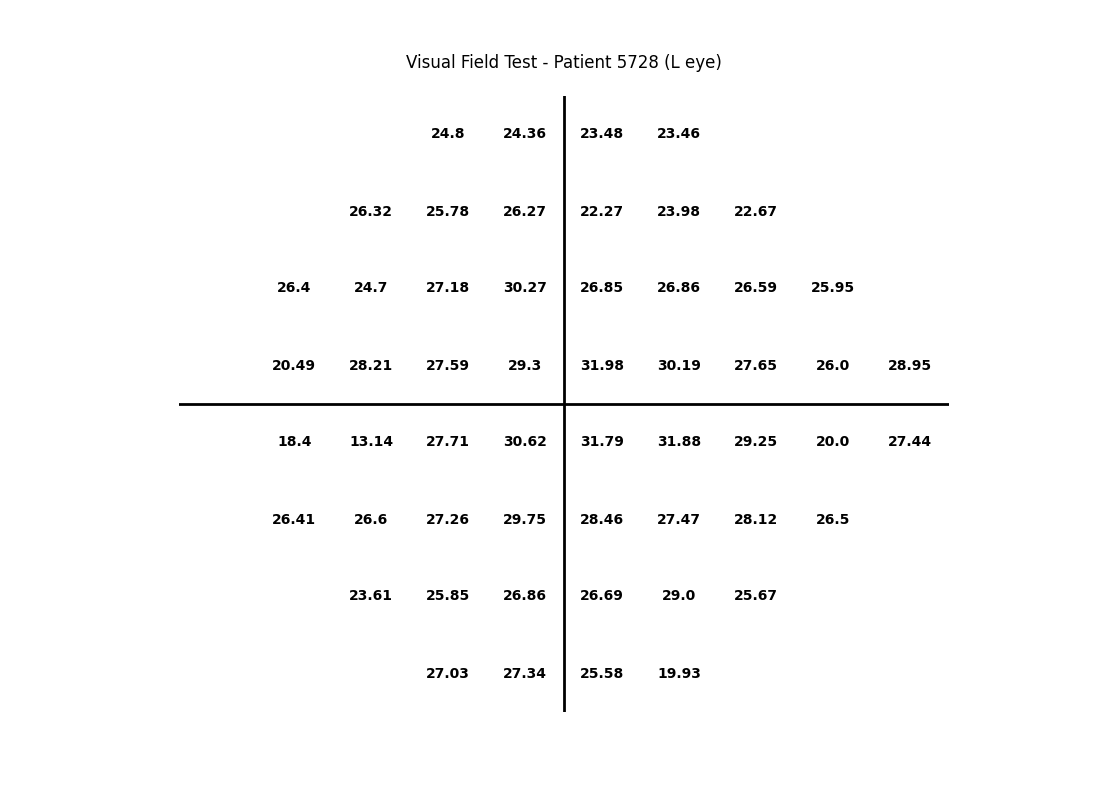 Visual Field Test - Patient 5728 (L eye)
24.8 24.36 23.48 23.46
26.32 25.78 26.27 22.27 23.98 22.67
26.4 24.7 27.18 30.27 26.85 26.86 26.59 25.95
20.49 28.21 27.59 29.3 31.98 30.19 27.65 26.0 28.95
18.4 13.14 27.71 30.62 31.79 31.88 29.25 20.0 27.44
26.41 26.6 27.26 29.75 28.46 27.47 28.12 26.5
23.61 25.85 26.86 26.69 29.0 25.67
27.03 27.34 25.58 19.93